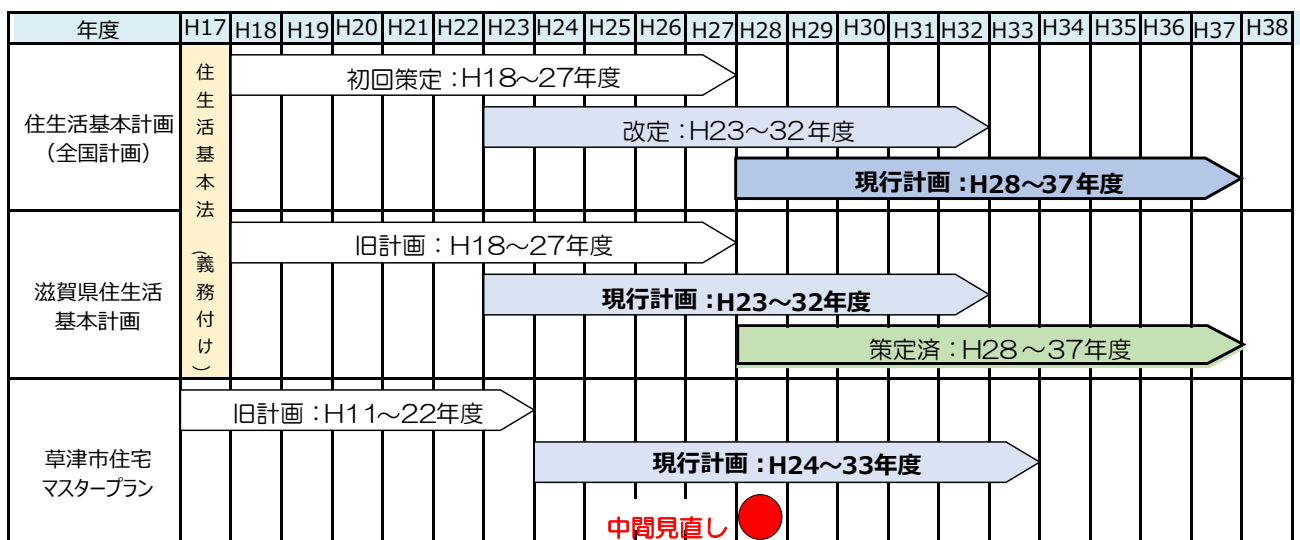 年度 H17 H18 H19 H20 H21 H22 H23 H24 H25 H26 H27 H28 H29 H30 H31 H32 H33 H34 H35 H36 H37 H38
住生活基本法（義務付け）
住生活基本計画
（全国計画）
初回策定：H18～27年度
改定：H23～32年度
現行計画：H28～37年度
滋賀県住生活
基本計画
旧計画：H18～27年度
現行計画：H23～32年度
策定済：H28～37年度
草津市住宅
マスタープラン
旧計画：H11～22年度
現行計画：H24～33年度
中間見直し